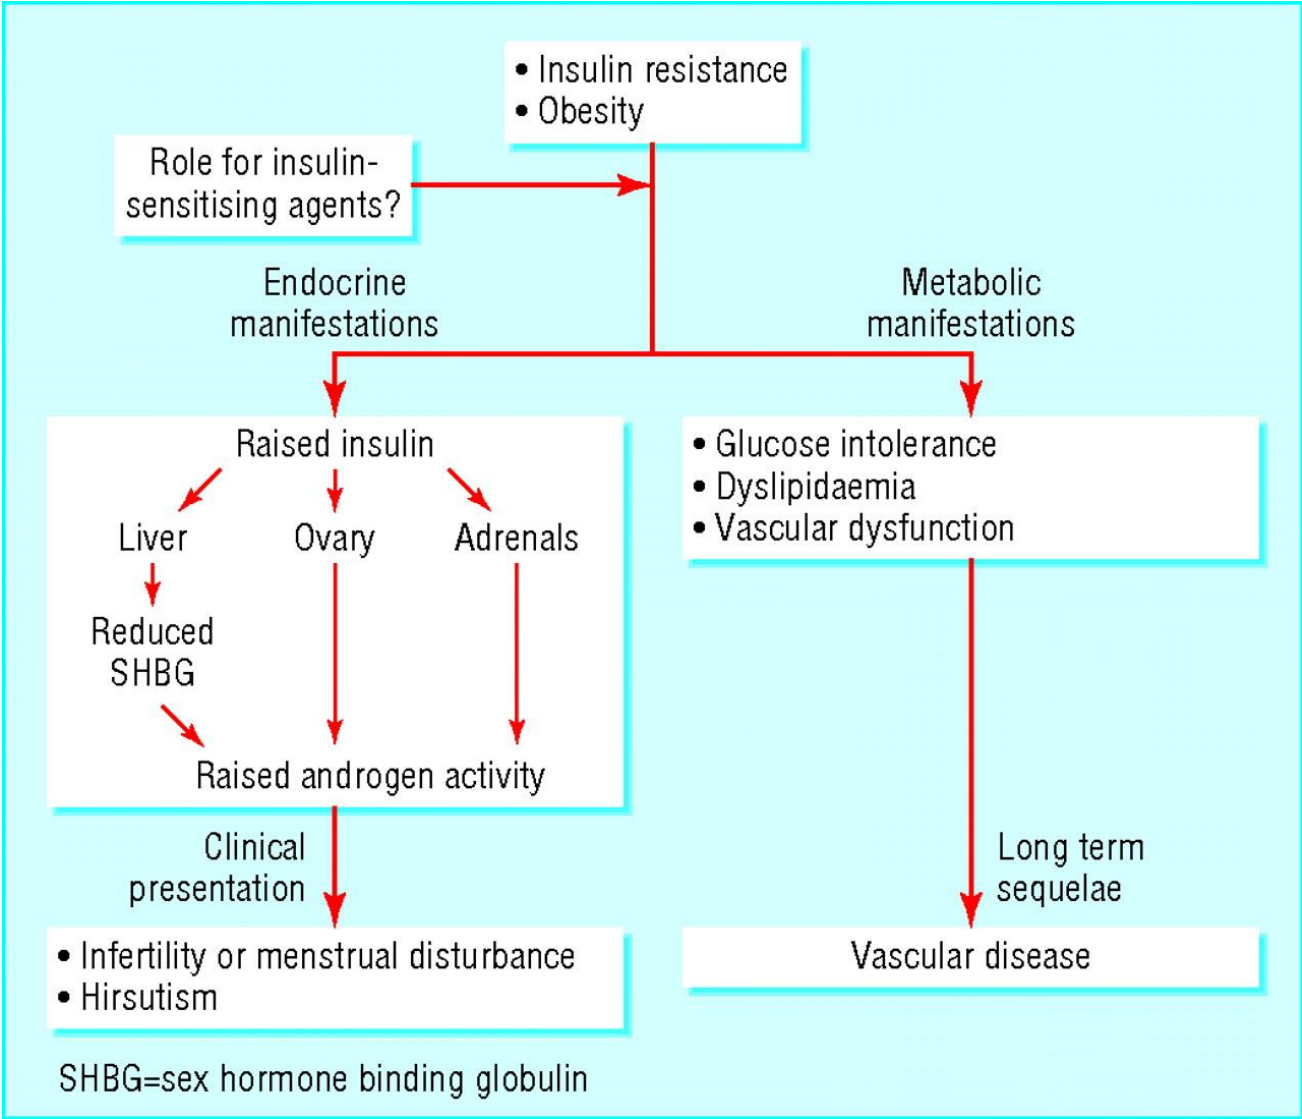 • Insulin resistance
• Obesity
Role for insulin-
sensitising agents?
Endocrine
manifestations
Metabolic
manifestations
Raised insulin
Liver
Ovary
Adrenals
Reduced
SHBG
Raised androgen activity
• Glucose intolerance
• Dyslipidaemia
• Vascular dysfunction
Clinical
presentation
Long term
sequelae
• Infertility or menstrual disturbance
• Hirsutism
Vascular disease
SHBG=sex hormone binding globulin